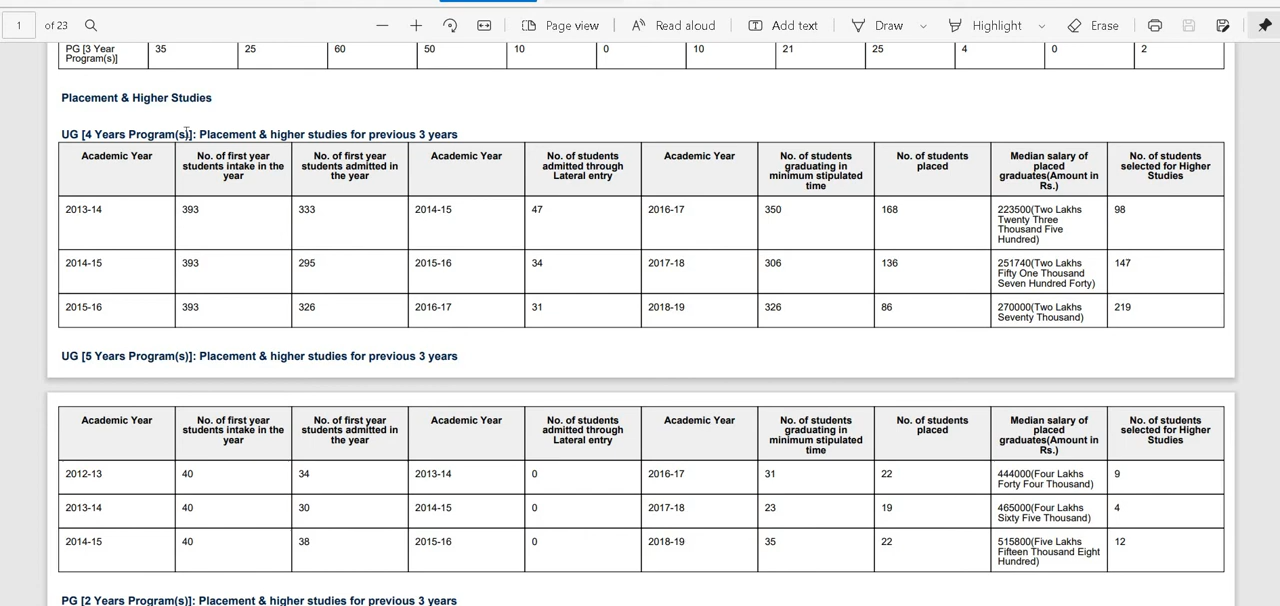 1 of 23 Page view Read aloud Add text Draw Highlight Erase
PG [3 Year 35 25 60 50 10 0 10 21 25 4 0 2
Program(s)]
Placement & Higher Studies
UG [4 Years Program(s)]: Placement & higher studies for previous 3 years
Academic Year
No. of first year
students intake in the
year
No. of first year
students admitted in
the year
Academic Year
No. of students
admitted through
Lateral entry
Academic Year
No. of students
graduating in
minimum stipulated
time
No. of students
placed
Median salary of
placed
graduates(Amount in
Rs.)
No. of students
selected for Higher
Studies
2013-14 393 333 2014-15 47 2016-17 350 168 223500(Two Lakhs 98
Twenty Three
Thousand Five
Hundred)
2014-15 393 295 2015-16 34 2017-18 306 136 251740(Two Lakhs 147
Fifty One Thousand
Seven Hundred Forty)
2015-16 393 326 2016-17 31 2018-19 326 86 270000(Two Lakhs 219
Seventy Thousand)
UG [5 Years Program(s)]: Placement & higher studies for previous 3 years
Academic Year
No. of first year
students intake in the
year
No. of first year
students admitted in
the year
Academic Year
No. of students
admitted through
Lateral entry
Academic Year
No. of students
graduating in
minimum stipulated
time
No. of students
placed
Median salary of
placed
graduates(Amount in
Rs.)
No. of students
selected for Higher
Studies
2012-13 40 34 2013-14 0 2016-17 31 22 444000(Four Lakhs 9
Forty Four Thousand)
2013-14 40 30 2014-15 0 2017-18 23 19 465000(Four Lakhs 4
Sixty Five Thousand)
2014-15 40 38 2015-16 0 2018-19 35 22 515800(Five Lakhs 12
Fifteen Thousand Eight
Hundred)
PG [2 Years Program(s)]: Placement & higher studies for previous 3 years